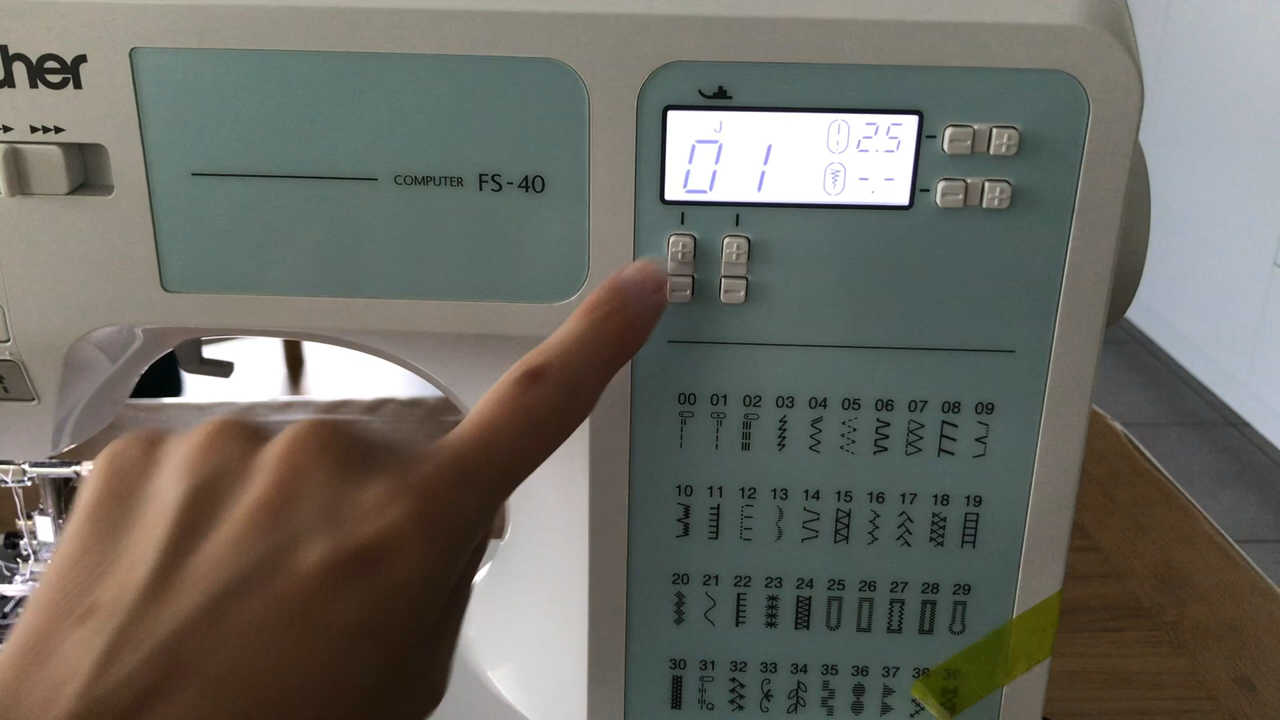 ther
COMPUTER FS-40
J
01
2.5
-.-
00 01 02 03 04 05 06 07 08 09
10 11 12 13 14 15 16 17 18 19
20 21 22 23 24 25 26 27 28 29
30 31 32 33 34 35 36 37 38 39